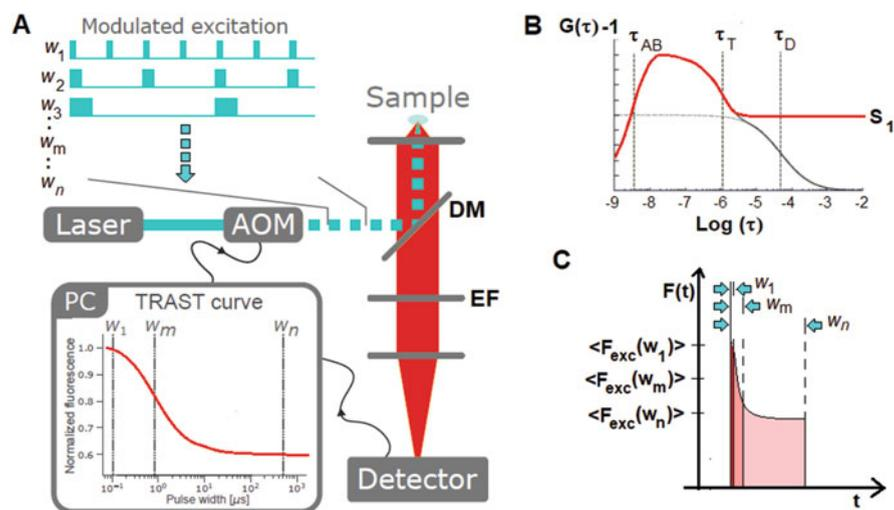 A
Modulated excitation
w1
w2
w3
:
wm
:
wn
Sample
Laser
AOM
DM
EF
PC
TRAST curve
w1 wm wn
Normalized fluorescence
1.0
0.9
0.8
0.7
0.6
10⁻¹ 10⁰ 10¹ 10² 10³
Pulse width [µs]
Detector
B
G(τ)-1
τAB τT τD
S1
-9 -8 -7 -6 -5 -4 -3 -2
Log (τ)
C
F(t)
w1
wm
wn
<Fexc(w1)>
<Fexc(wm)>
<Fexc(wn)>
t